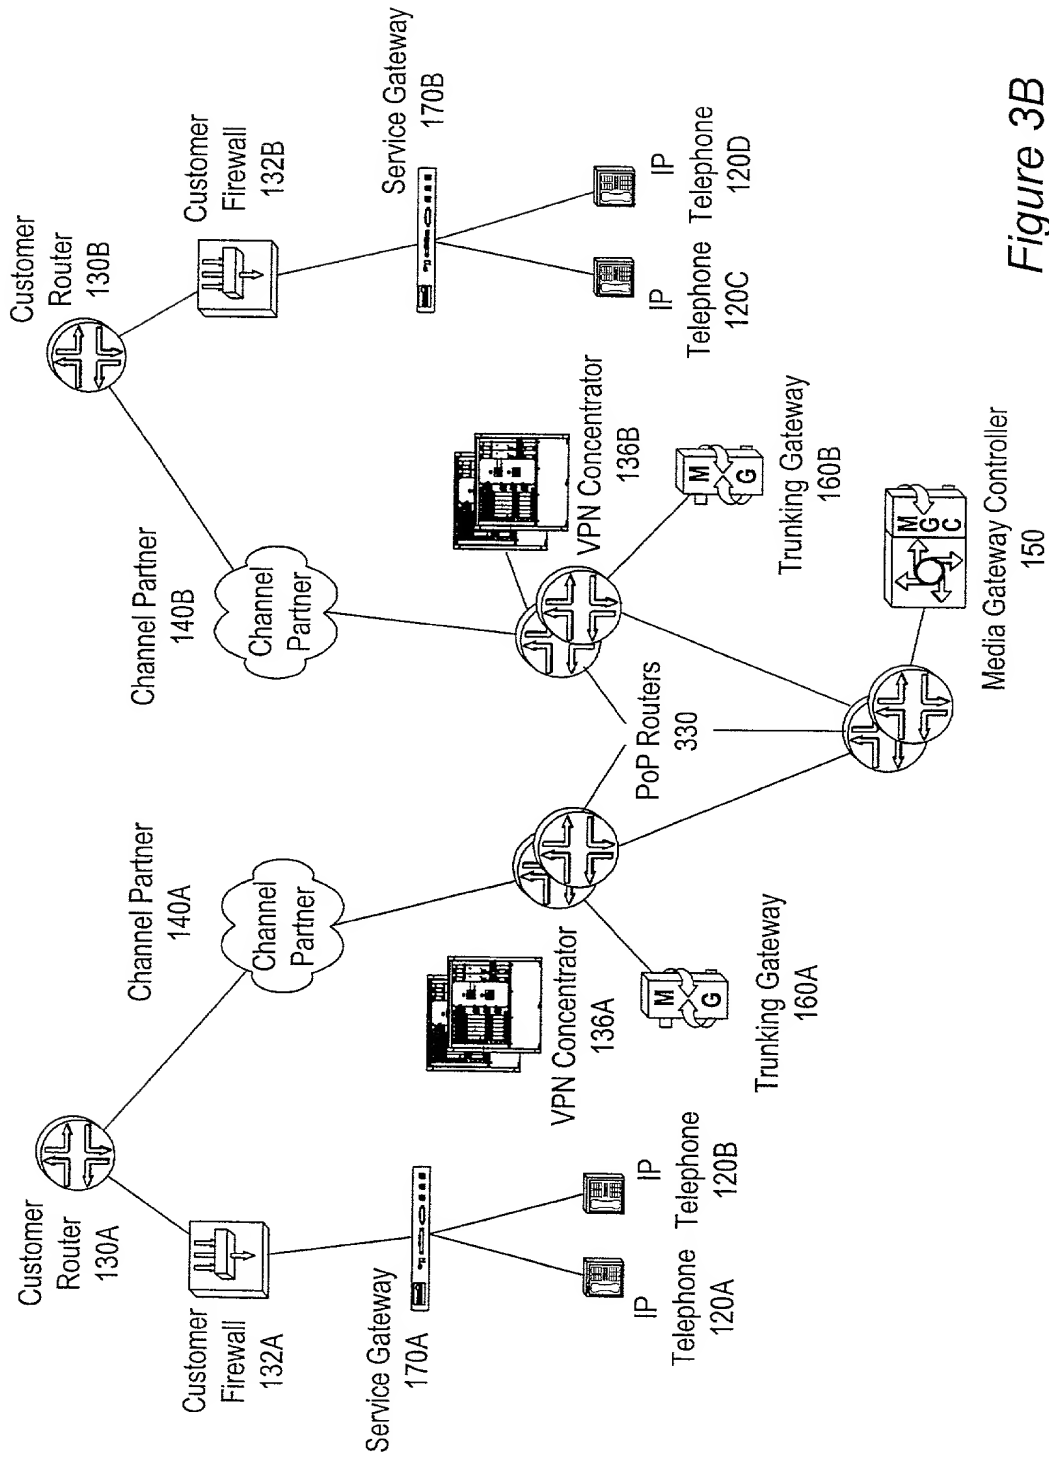 Customer
Router
130A
Customer
Firewall
132A
Service Gateway
170A
IP
Telephone
120A
IP
Telephone
120B
Channel Partner
140A
Channel
Partner
VPN Concentrator
136A
M
G
Trunking Gateway
160A
PoP Routers
330
Channel Partner
140B
Channel
Partner
VPN Concentrator
136B
M
G
Trunking Gateway
160B
M
G
C
Media Gateway Controller
150
Customer
Router
130B
Customer
Firewall
132B
Service Gateway
170B
IP
Telephone
120C
IP
Telephone
120D
Figure 3B